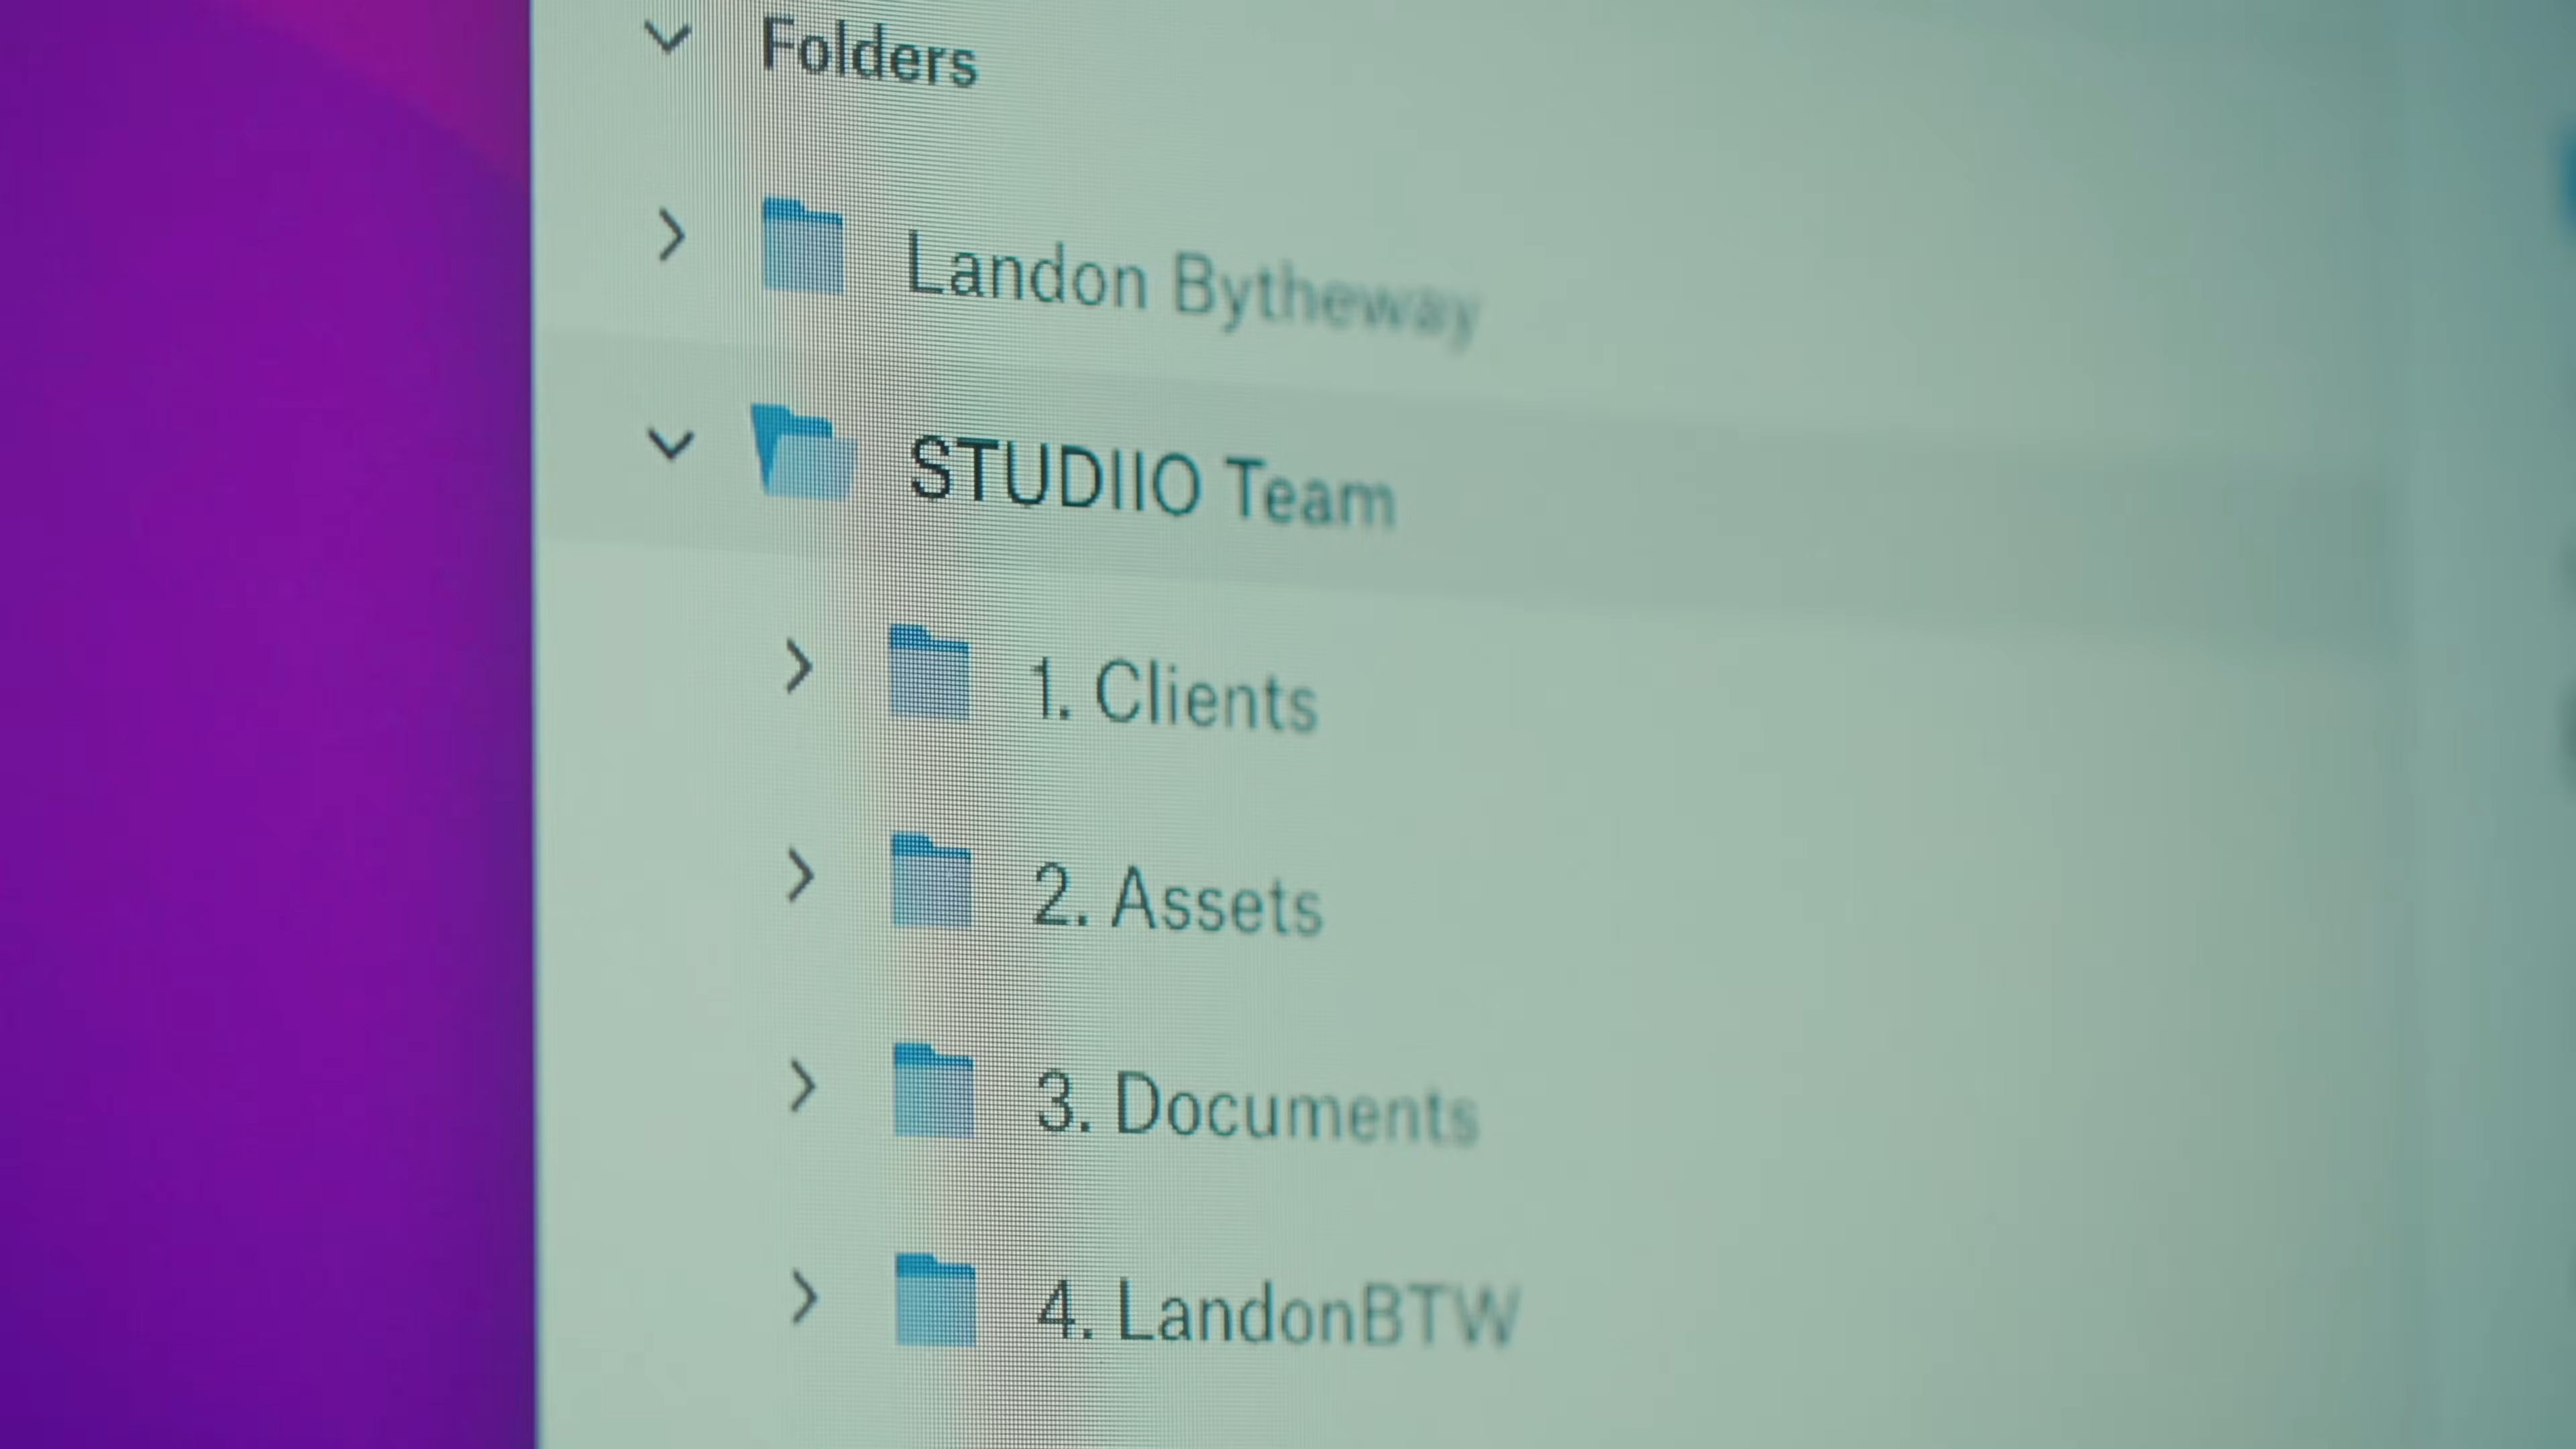 Folders
Landon Bytheway
STUDIIO Team
1. Clients
2. Assets
3. Documents
4. LandonBTW